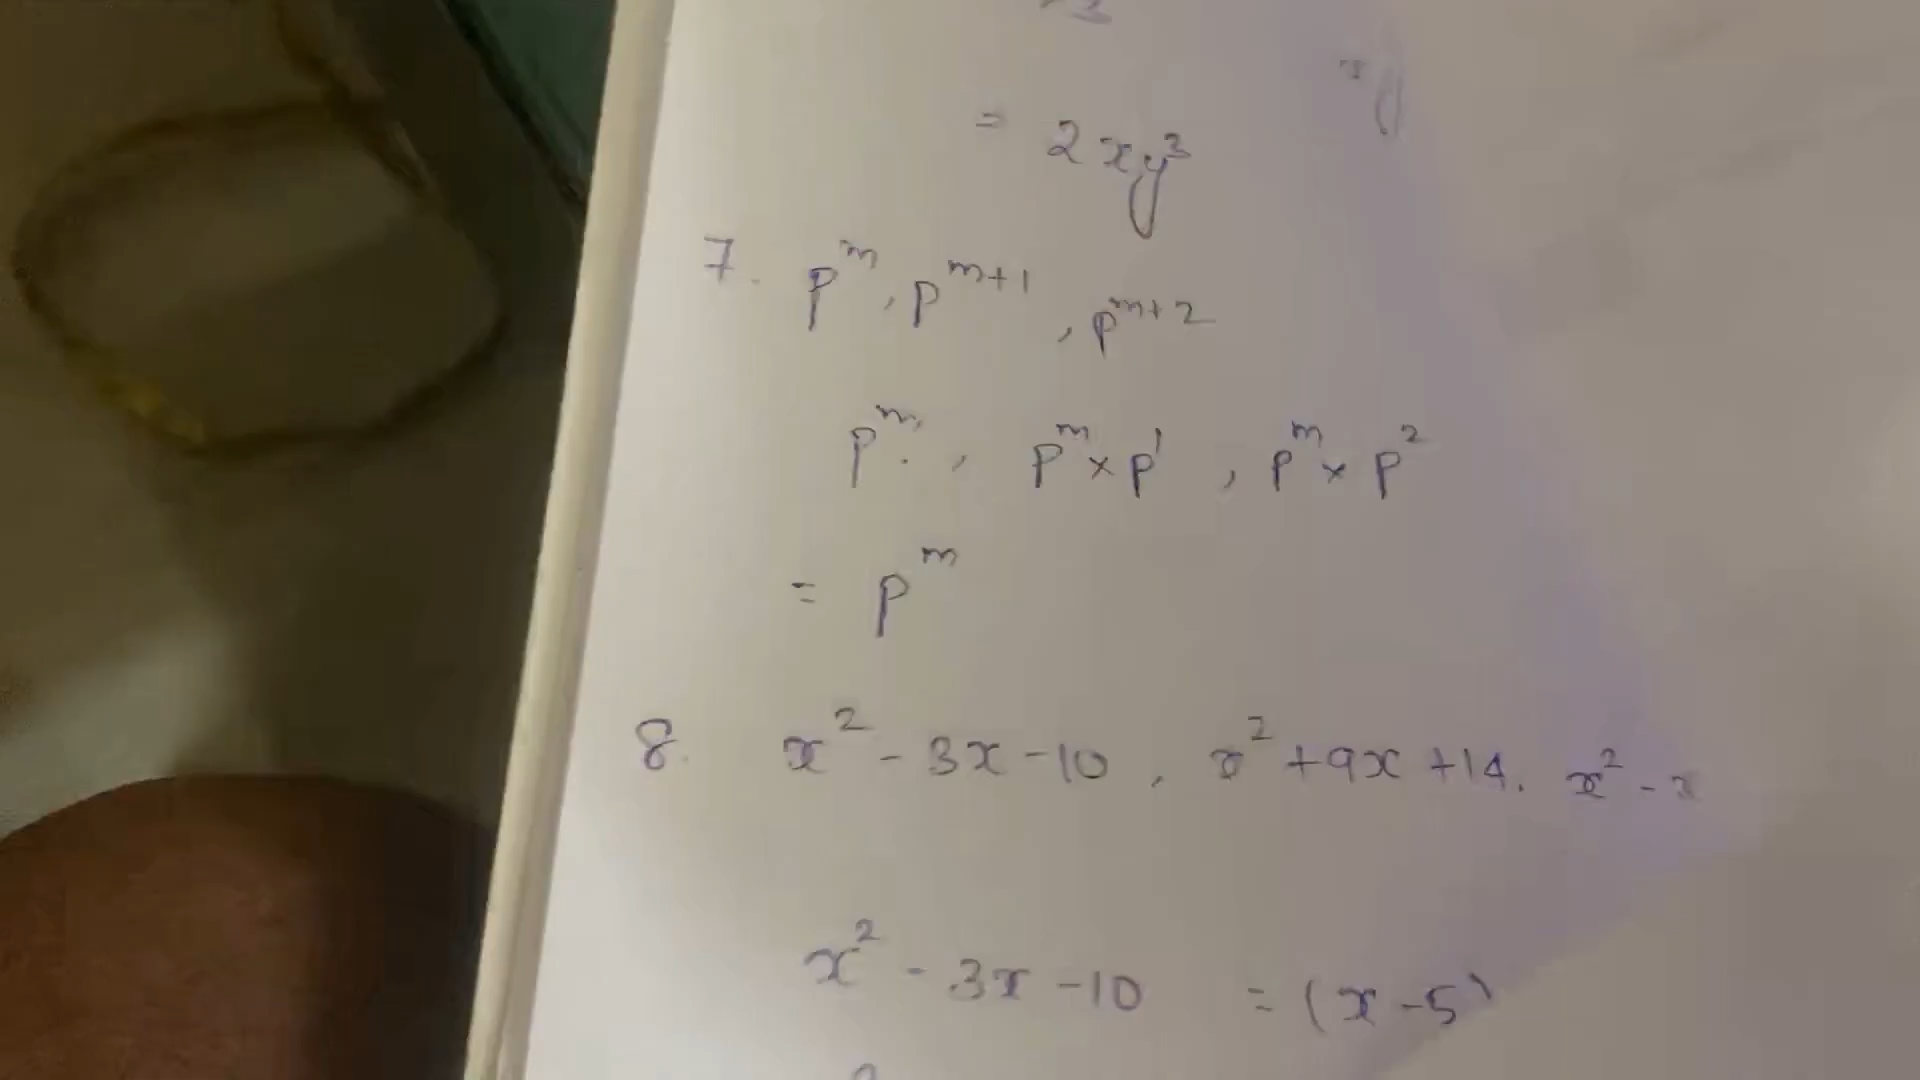 = 2xy³
7. pᵐ, pᵐ⁺¹, pᵐ⁺²
pᵐ, pᵐ × p¹, pᵐ × p²
= pᵐ
8. x² - 3x - 10, x² + 9x + 14, x² -
x² - 3x - 10 = (x - 5)